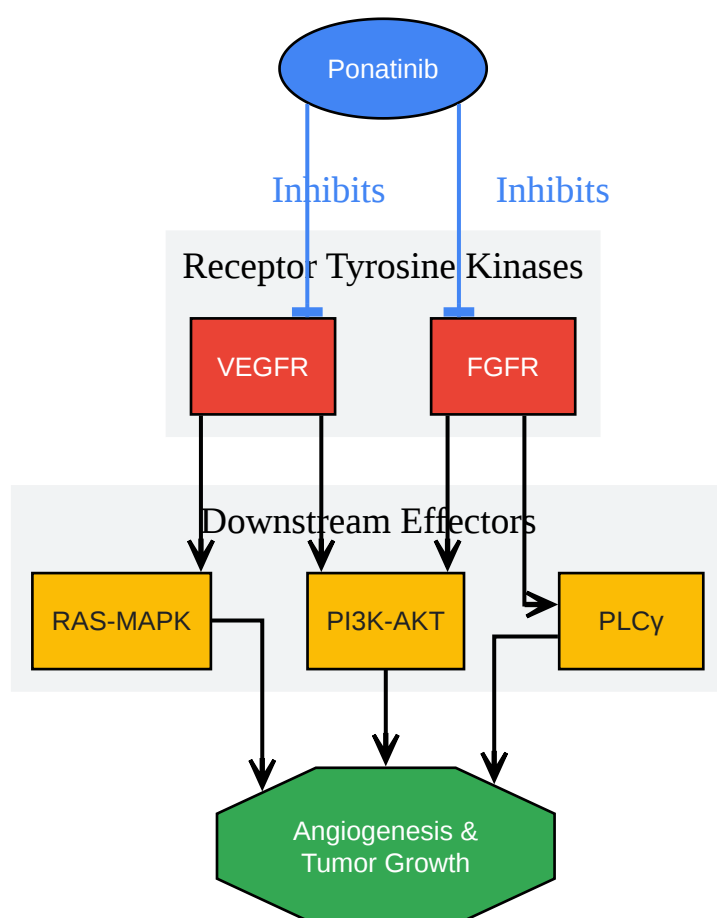 Ponatinib
Inhibits
Inhibits
Receptor Tyrosine Kinases
VEGFR
FGFR
Downstream Effectors
RAS-MAPK
PI3K-AKT
PLCγ
Angiogenesis &
Tumor Growth